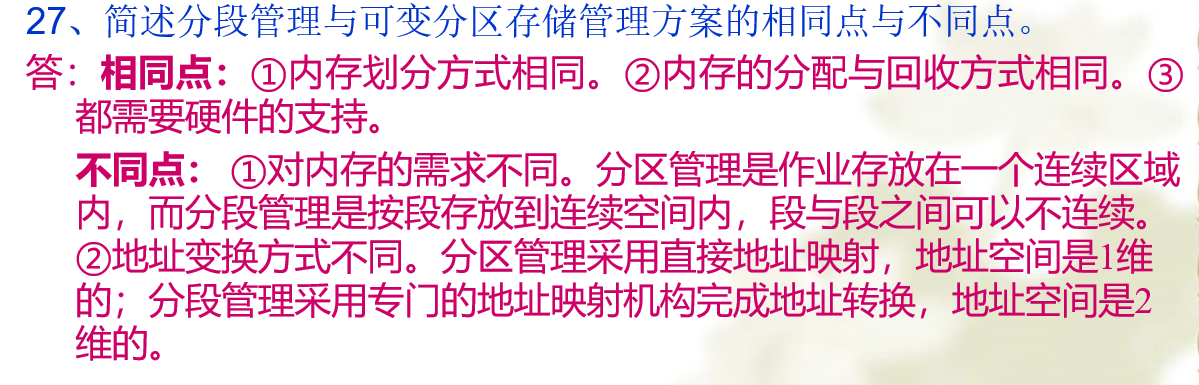 27、简述分段管理与可变分区存储管理方案的相同点与不同点。
答：相同点：①内存划分方式相同。②内存的分配与回收方式相同。③
都需要硬件的支持。
不同点： ①对内存的需求不同。分区管理是作业存放在一个连续区域
内，而分段管理是按段存放到连续空间内，段与段之间可以不连续。
②地址变换方式不同。分区管理采用直接地址映射，地址空间是1维
的；分段管理采用专门的地址映射机构完成地址转换，地址空间是2
维的。